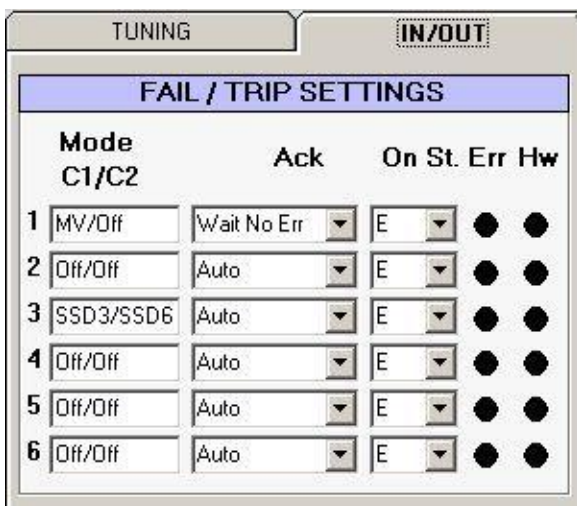 TUNING IN/OUT
FAIL / TRIP SETTINGS
Mode C1/C2 Ack On St. Err Hw
1 MV/Off Wait No Err E
2 Off/Off Auto E
3 SSD3/SSD6 Auto E
4 Off/Off Auto E
5 Off/Off Auto E
6 Off/Off Auto E